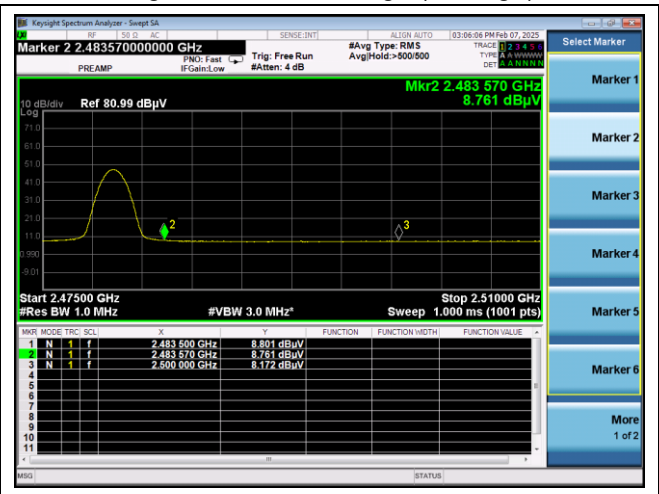 Keysight Spectrum Analyzer - Swept SA
RF 50 Ω AC SENSE:INT ALIGN AUTO 03:06:06 PM Feb 07, 2025
Marker 2 2.483570000000 GHz
PREAMP
PNO: Fast
IFGain:Low
Trig: Free Run
#Atten: 4 dB
#Avg Type: RMS
Avg|Hold:>500/500
TRACE 1 2 3 4 5 6
TYPE A A WWWW
DET A A N N N N
Select Marker
Marker 1
Marker 2
Marker 3
Marker 4
Marker 5
Marker 6
More
1 of 2
Mkr2 2.483 570 GHz
8.761 dBµV
10 dB/div Ref 80.99 dBµV
Log
71.0
61.0
51.0
41.0
31.0
21.0
11.0
0.990
-9.01
2
3
Start 2.47500 GHz Stop 2.51000 GHz
#Res BW 1.0 MHz #VBW 3.0 MHz* Sweep 1.000 ms (1001 pts)
MKR MODE TRC SCL X Y FUNCTION FUNCTION WIDTH FUNCTION VALUE
1 N 1 f 2.483 500 GHz 8.801 dBµV
2 N 1 f 2.483 570 GHz 8.761 dBµV
3 N 1 f 2.500 000 GHz 8.172 dBµV
4
5
6
7
8
9
10
11
MSG STATUS